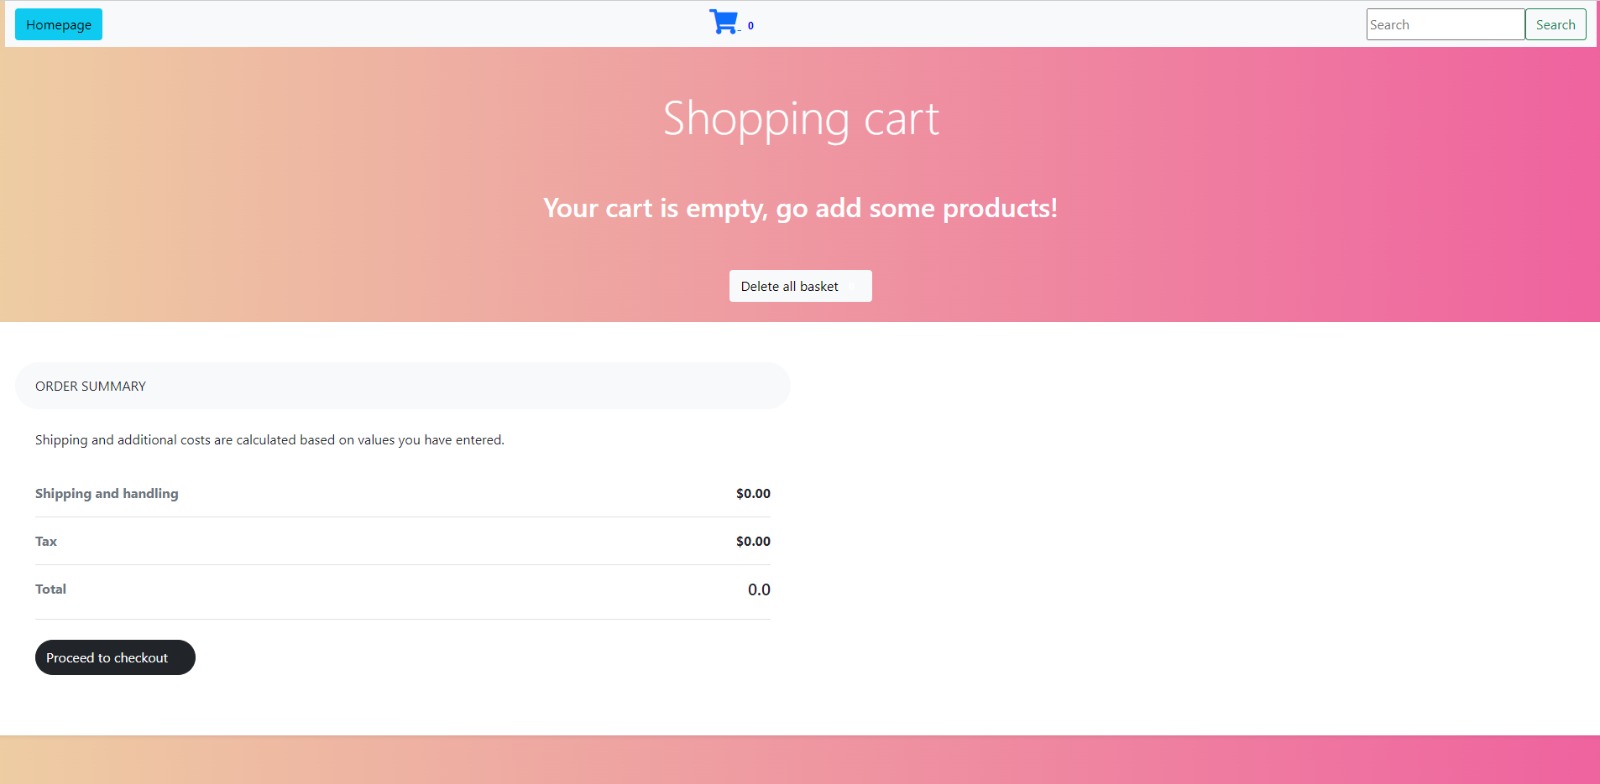 Homepage 0 Search Search
Shopping cart
Your cart is empty, go add some products!
Delete all basket
ORDER SUMMARY
Shipping and additional costs are calculated based on values you have entered.
Shipping and handling $0.00
Tax $0.00
Total 0.0
Proceed to checkout